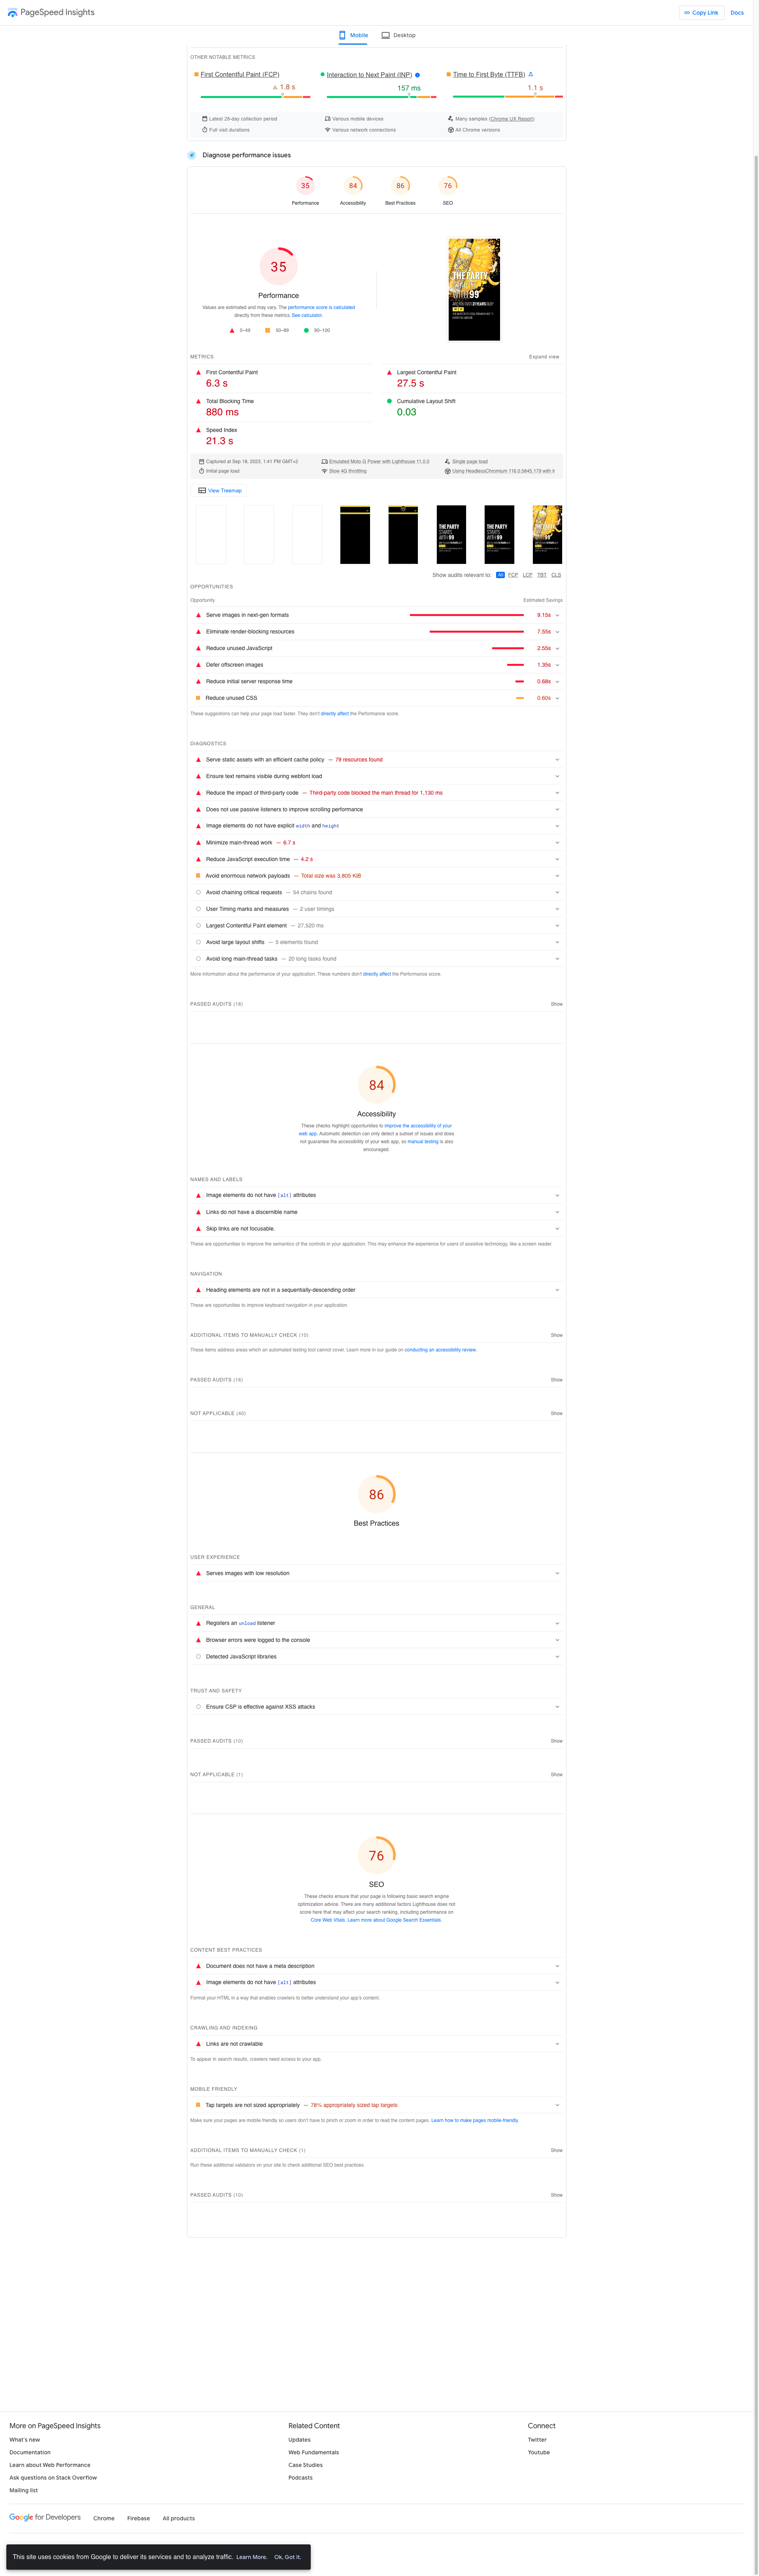 PageSpeed Insights
Copy Link
Docs
Mobile
Desktop
OTHER NOTABLE METRICS
First Contentful Paint (FCP)
1.8 s
Interaction to Next Paint (INP)
157 ms
Time to First Byte (TTFB)
1.1 s
Latest 28-day collection period
Various mobile devices
Many samples (Chrome UX Report)
Full visit durations
Various network connections
All Chrome versions
Diagnose performance issues
35
84
86
76
Performance
Accessibility
Best Practices
SEO
35
Performance
Values are estimated and may vary. The performance score is calculated
directly from these metrics. See calculator.
0–49
50–89
90–100
THE PARTY
WITH 99
METRICS
Expand view
First Contentful Paint
6.3 s
Largest Contentful Paint
27.5 s
Total Blocking Time
880 ms
Cumulative Layout Shift
0.03
Speed Index
21.3 s
Captured at Sep 18, 2023, 1:41 PM GMT+2
Emulated Moto G Power with Lighthouse 11.0.0
Single page load
Initial page load
Slow 4G throttling
Using HeadlessChromium 116.0.5845.179 with lr
View Treemap
THE PARTY
STARTS
WITH 99
THE PARTY
STARTS
WITH 99
THE PARTY
STARTS
WITH 99
Show audits relevant to: All FCP LCP TBT CLS
OPPORTUNITIES
Opportunity
Estimated Savings
Serve images in next-gen formats
9.15s
Eliminate render-blocking resources
7.55s
Reduce unused JavaScript
2.55s
Defer offscreen images
1.35s
Reduce initial server response time
0.68s
Reduce unused CSS
0.60s
These suggestions can help your page load faster. They don't directly affect the Performance score.
DIAGNOSTICS
Serve static assets with an efficient cache policy — 79 resources found
Ensure text remains visible during webfont load
Reduce the impact of third-party code — Third-party code blocked the main thread for 1,130 ms
Does not use passive listeners to improve scrolling performance
Image elements do not have explicit width and height
Minimize main-thread work — 6.7 s
Reduce JavaScript execution time — 4.2 s
Avoid enormous network payloads — Total size was 3,805 KiB
Avoid chaining critical requests — 54 chains found
User Timing marks and measures — 2 user timings
Largest Contentful Paint element — 27,520 ms
Avoid large layout shifts — 5 elements found
Avoid long main-thread tasks — 20 long tasks found
More information about the performance of your application. These numbers don't directly affect the Performance score.
PASSED AUDITS (18)
Show
84
Accessibility
These checks highlight opportunities to improve the accessibility of your
web app. Automatic detection can only detect a subset of issues and does
not guarantee the accessibility of your web app, so manual testing is also
encouraged.
NAMES AND LABELS
Image elements do not have [alt] attributes
Links do not have a discernible name
Skip links are not focusable.
These are opportunities to improve the semantics of the controls in your application. This may enhance the experience for users of assistive technology, like a screen reader.
NAVIGATION
Heading elements are not in a sequentially-descending order
These are opportunities to improve keyboard navigation in your application.
ADDITIONAL ITEMS TO MANUALLY CHECK (10)
Show
These items address areas which an automated testing tool cannot cover. Learn more in our guide on conducting an accessibility review.
PASSED AUDITS (18)
Show
NOT APPLICABLE (40)
Show
86
Best Practices
USER EXPERIENCE
Serves images with low resolution
GENERAL
Registers an unload listener
Browser errors were logged to the console
Detected JavaScript libraries
TRUST AND SAFETY
Ensure CSP is effective against XSS attacks
PASSED AUDITS (10)
Show
NOT APPLICABLE (1)
Show
76
SEO
These checks ensure that your page is following basic search engine
optimization advice. There are many additional factors Lighthouse does not
score here that may affect your search ranking, including performance on
Core Web Vitals. Learn more about Google Search Essentials.
CONTENT BEST PRACTICES
Document does not have a meta description
Image elements do not have [alt] attributes
Format your HTML in a way that enables crawlers to better understand your app's content.
CRAWLING AND INDEXING
Links are not crawlable
To appear in search results, crawlers need access to your app.
MOBILE FRIENDLY
Tap targets are not sized appropriately — 78% appropriately sized tap targets
Make sure your pages are mobile friendly so users don't have to pinch or zoom in order to read the content pages. Learn how to make pages mobile-friendly.
ADDITIONAL ITEMS TO MANUALLY CHECK (1)
Show
Run these additional validators on your site to check additional SEO best practices.
PASSED AUDITS (10)
Show
More on PageSpeed Insights
What's new
Documentation
Learn about Web Performance
Ask questions on Stack Overflow
Mailing list
Related Content
Updates
Web Fundamentals
Case Studies
Podcasts
Connect
Twitter
Youtube
Google for Developers
Chrome
Firebase
All products
This site uses cookies from Google to deliver its services and to analyze traffic. Learn More. Ok, Got it.